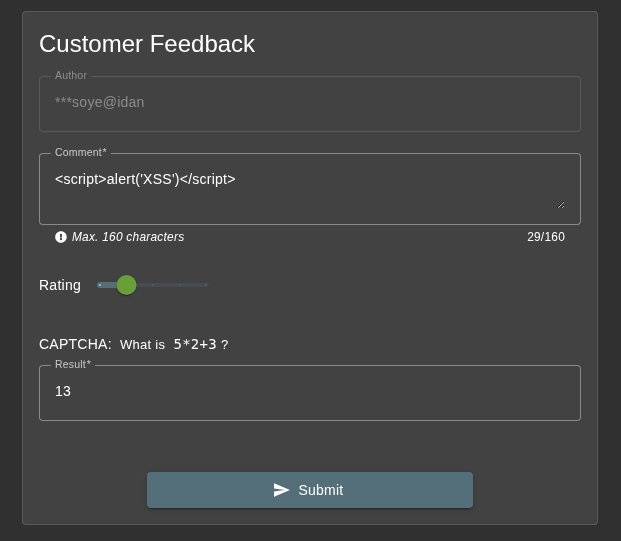 Customer Feedback
Author
***soye@idan
Comment*
<script>alert('XSS')</script>
Max. 160 characters
29/160
Rating
CAPTCHA: What is 5*2+3 ?
Result*
13
Submit